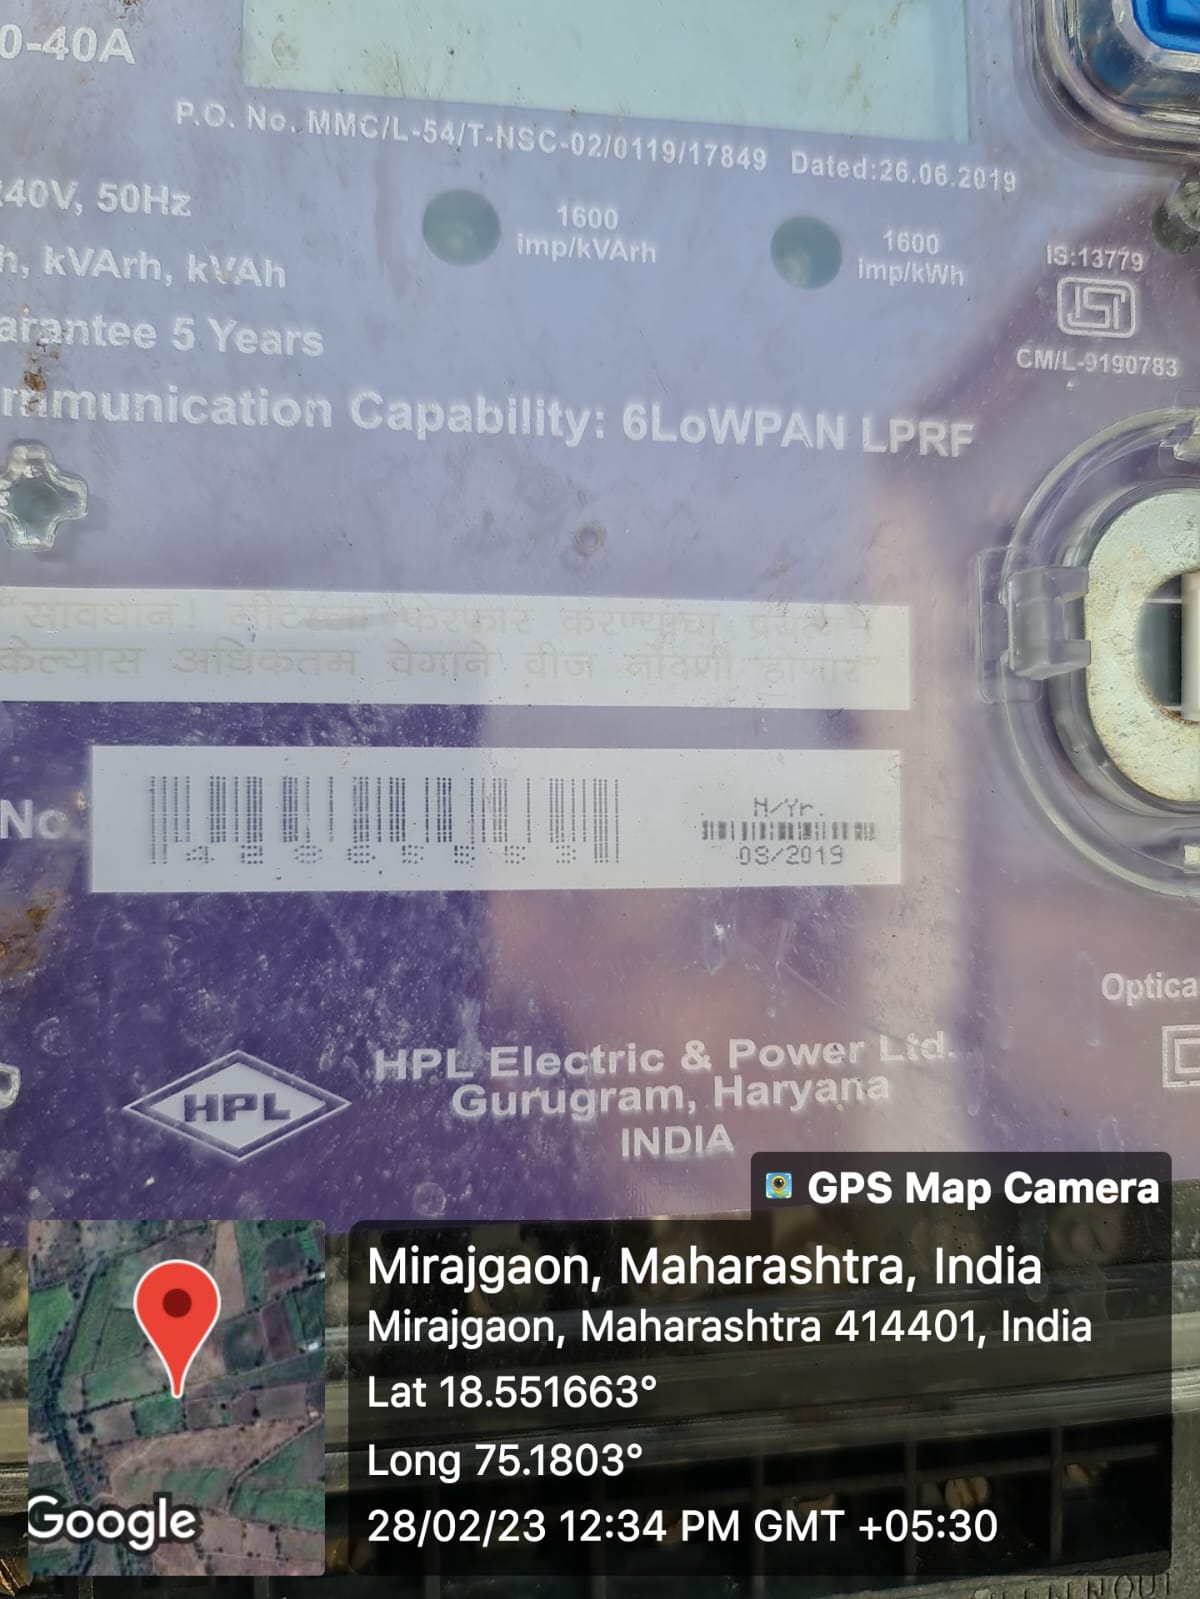 0-40A
P.O. No. MMC/L-54/T-NSC-02/0119/17849 Dated:26.06.2019
240V, 50Hz
1600
imp/kVArh
1600
imp/kWh
h, kVArh, kVAh
IS:13779
ISI
arantee 5 Years
CM/L-9190783
mmunication Capability: 6LoWPAN LPRF
"सावधान! मीटरला फेरफार करण्याचा प्रयत्न
केल्यास अधिकतम वेगाने वीज नोंदणी होणार"
No.
M/Yr.
08/2019
Optica
HPL
HPL Electric & Power Ltd.
Gurugram, Haryana
INDIA
GPS Map Camera
Mirajgaon, Maharashtra, India
Mirajgaon, Maharashtra 414401, India
Lat 18.551663°
Long 75.1803°
28/02/23 12:34 PM GMT +05:30
Google